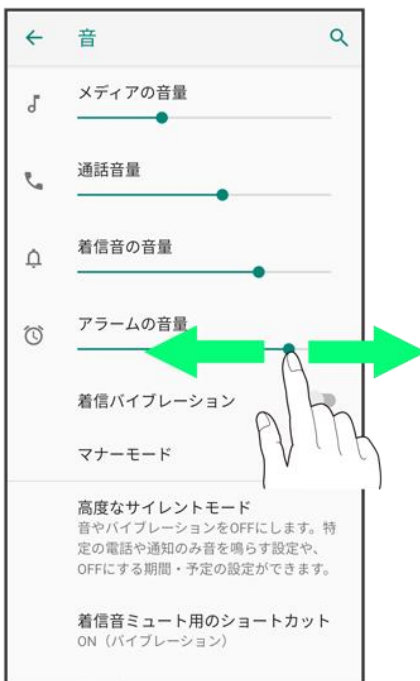 音
メディアの音量
通話音量
着信音の音量
アラームの音量
着信バイブレーション
マナーモード
高度なサイレントモード
音やバイブレーションをOFFにします。特
定の電話や通知のみ音を鳴らす設定や、
OFFにする期間・予定の設定ができます。
着信音ミュート用のショートカット
ON（バイブレーション）